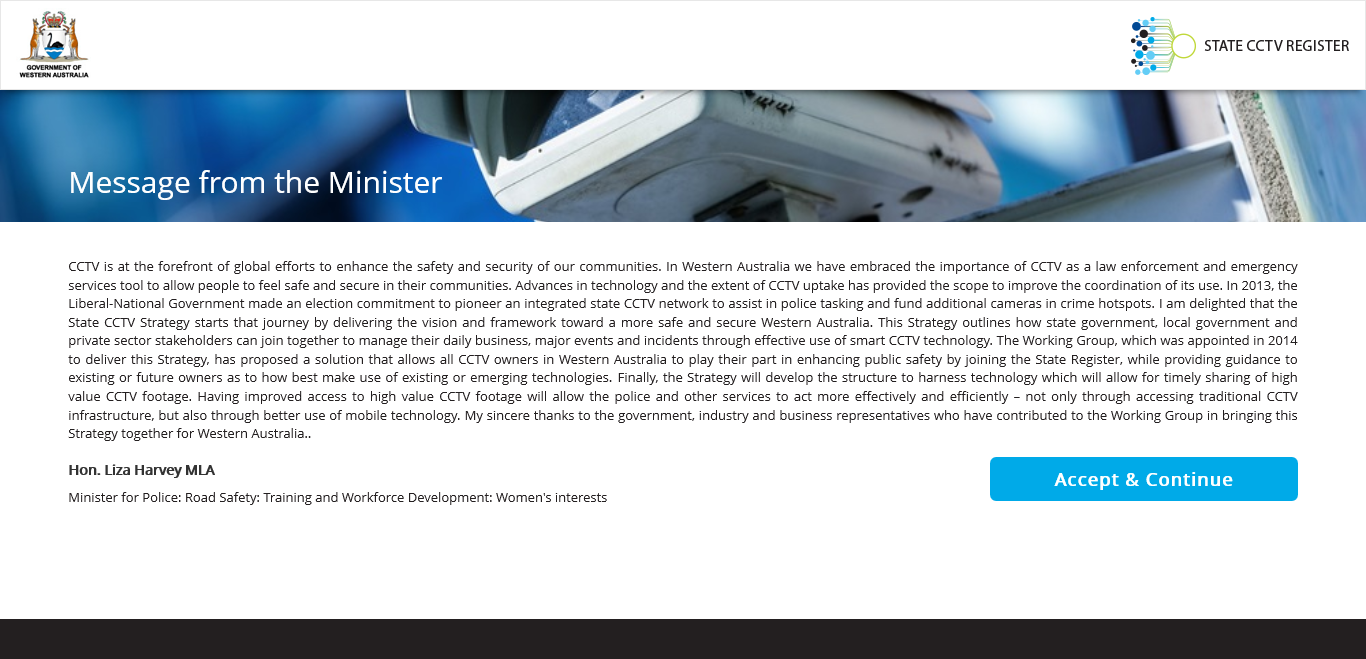 GOVERNMENT OF
WESTERN AUSTRALIA
STATE CCTV REGISTER
Message from the Minister
CCTV is at the forefront of global efforts to enhance the safety and security of our communities. In Western Australia we have embraced the importance of CCTV as a law enforcement and emergency
services tool to allow people to feel safe and secure in their communities. Advances in technology and the extent of CCTV uptake has provided the scope to improve the coordination of its use. In 2013, the
Liberal-National Government made an election commitment to pioneer an integrated state CCTV network to assist in police tasking and fund additional cameras in crime hotspots. I am delighted that the
State CCTV Strategy starts that journey by delivering the vision and framework toward a more safe and secure Western Australia. This Strategy outlines how state government, local government and
private sector stakeholders can join together to manage their daily business, major events and incidents through effective use of smart CCTV technology. The Working Group, which was appointed in 2014
to deliver this Strategy, has proposed a solution that allows all CCTV owners in Western Australia to play their part in enhancing public safety by joining the State Register, while providing guidance to
existing or future owners as to how best make use of existing or emerging technologies. Finally, the Strategy will develop the structure to harness technology which will allow for timely sharing of high
value CCTV footage. Having improved access to high value CCTV footage will allow the police and other services to act more effectively and efficiently – not only through accessing traditional CCTV
infrastructure, but also through better use of mobile technology. My sincere thanks to the government, industry and business representatives who have contributed to the Working Group in bringing this
Strategy together for Western Australia..
Hon. Liza Harvey MLA
Accept & Continue
Minister for Police: Road Safety: Training and Workforce Development: Women's interests